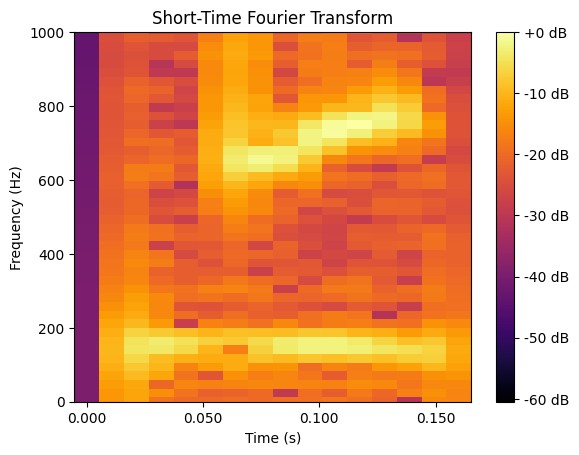 Short-Time Fourier Transform
1000
800
600
400
200
0
Frequency (Hz)
0.000
0.050
0.100
0.150
Time (s)
+0 dB
-10 dB
-20 dB
-30 dB
-40 dB
-50 dB
-60 dB